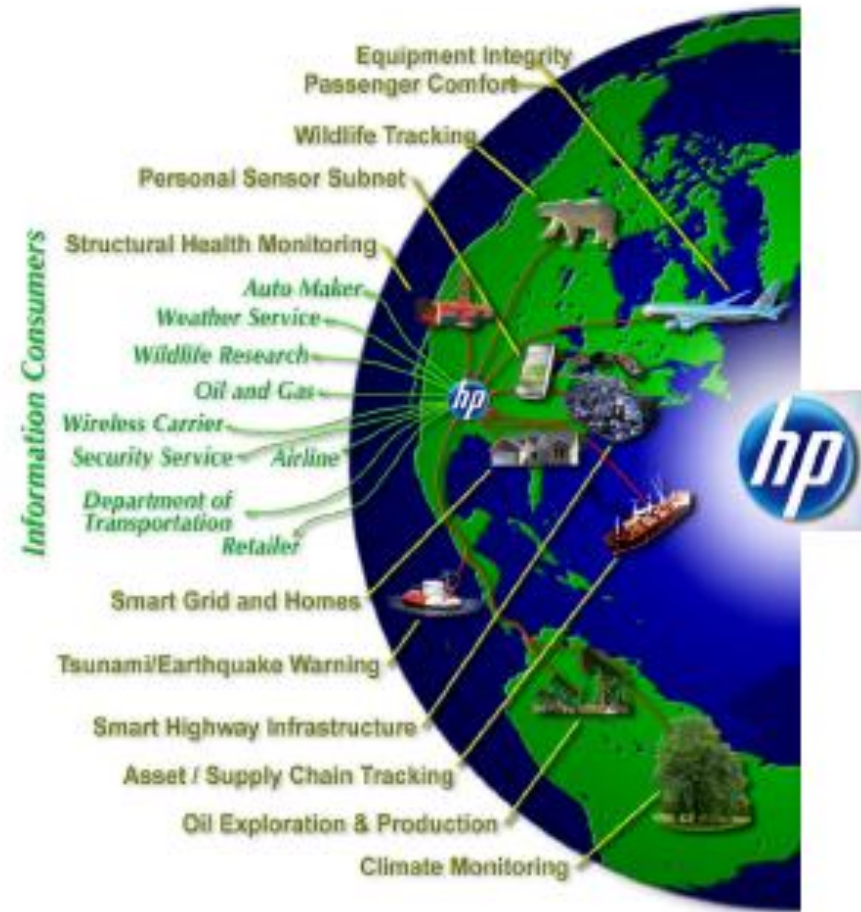 Equipment Integrity
Passenger Comfort
Wildlife Tracking
Personal Sensor Subnet
Structural Health Monitoring
Information Consumers
Auto Maker
Weather Service
Wildlife Research
Oil and Gas
Wireless Carrier
Security Service
Airline
Department of
Transportation
Retailer
hp
hp
Smart Grid and Homes
Tsunami/Earthquake Warning
Smart Highway Infrastructure
Asset / Supply Chain Tracking
Oil Exploration & Production
Climate Monitoring